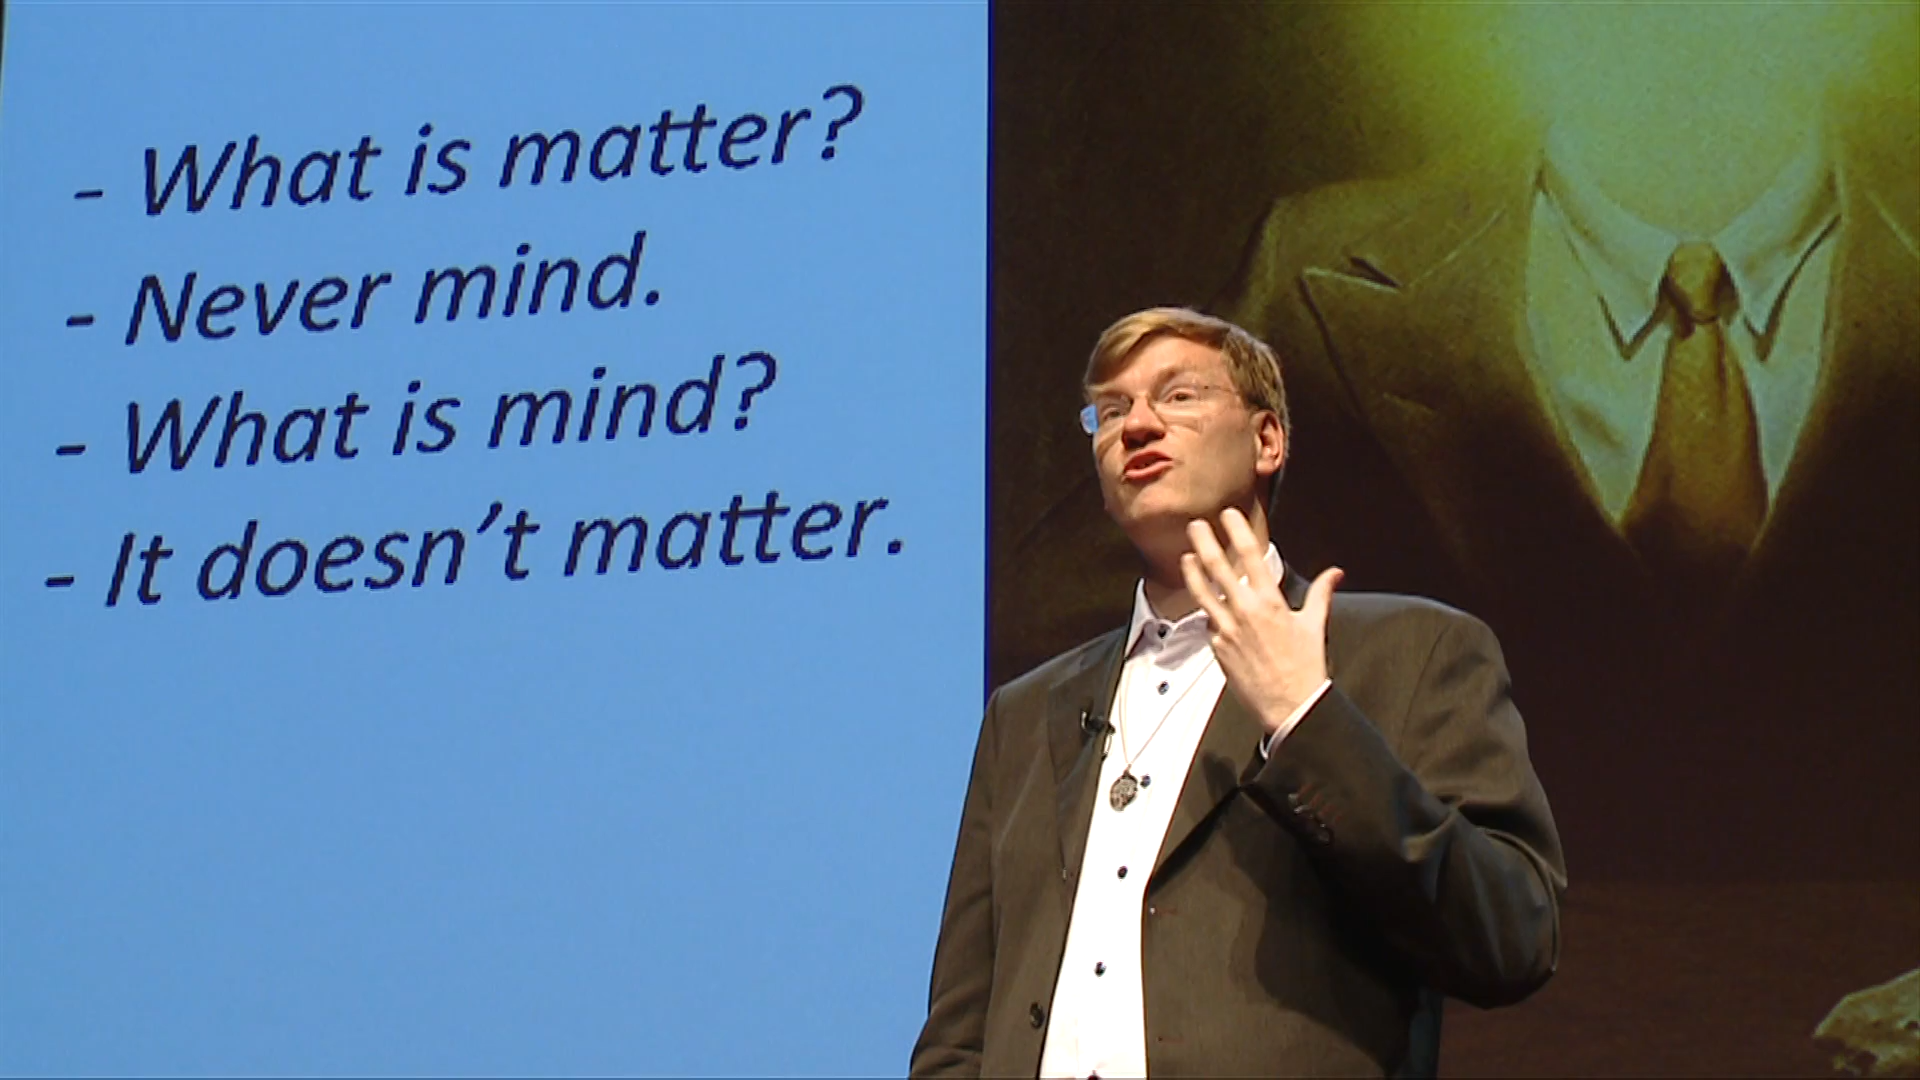 - What is matter?
- Never mind.
- What is mind?
- It doesn't matter.